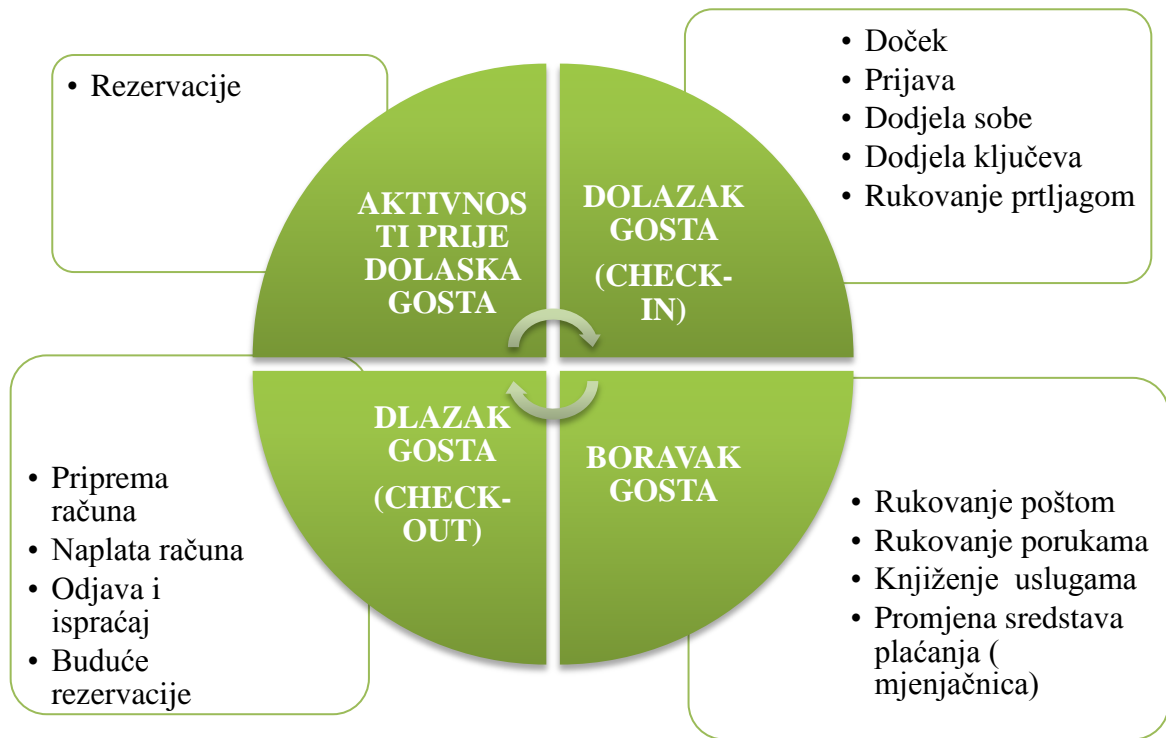 • Rezervacije
AKTIVNOS
TI PRIJE
DOLASKA
GOSTA
DOLAZAK
GOSTA
(CHECK-
IN)
• Doček
• Prijava
• Dodjela sobe
• Dodjela ključeva
• Rukovanje prtljagom
• Priprema
računa
• Naplata računa
• Odjava i
ispraćaj
• Buduće
rezervacije
DLAZAK
GOSTA
(CHECK-
OUT)
BORAVAK
GOSTA
• Rukovanje poštom
• Rukovanje porukama
• Knjiženje  uslugama
• Promjena sredstava
plaćanja (
mjenjačnica)